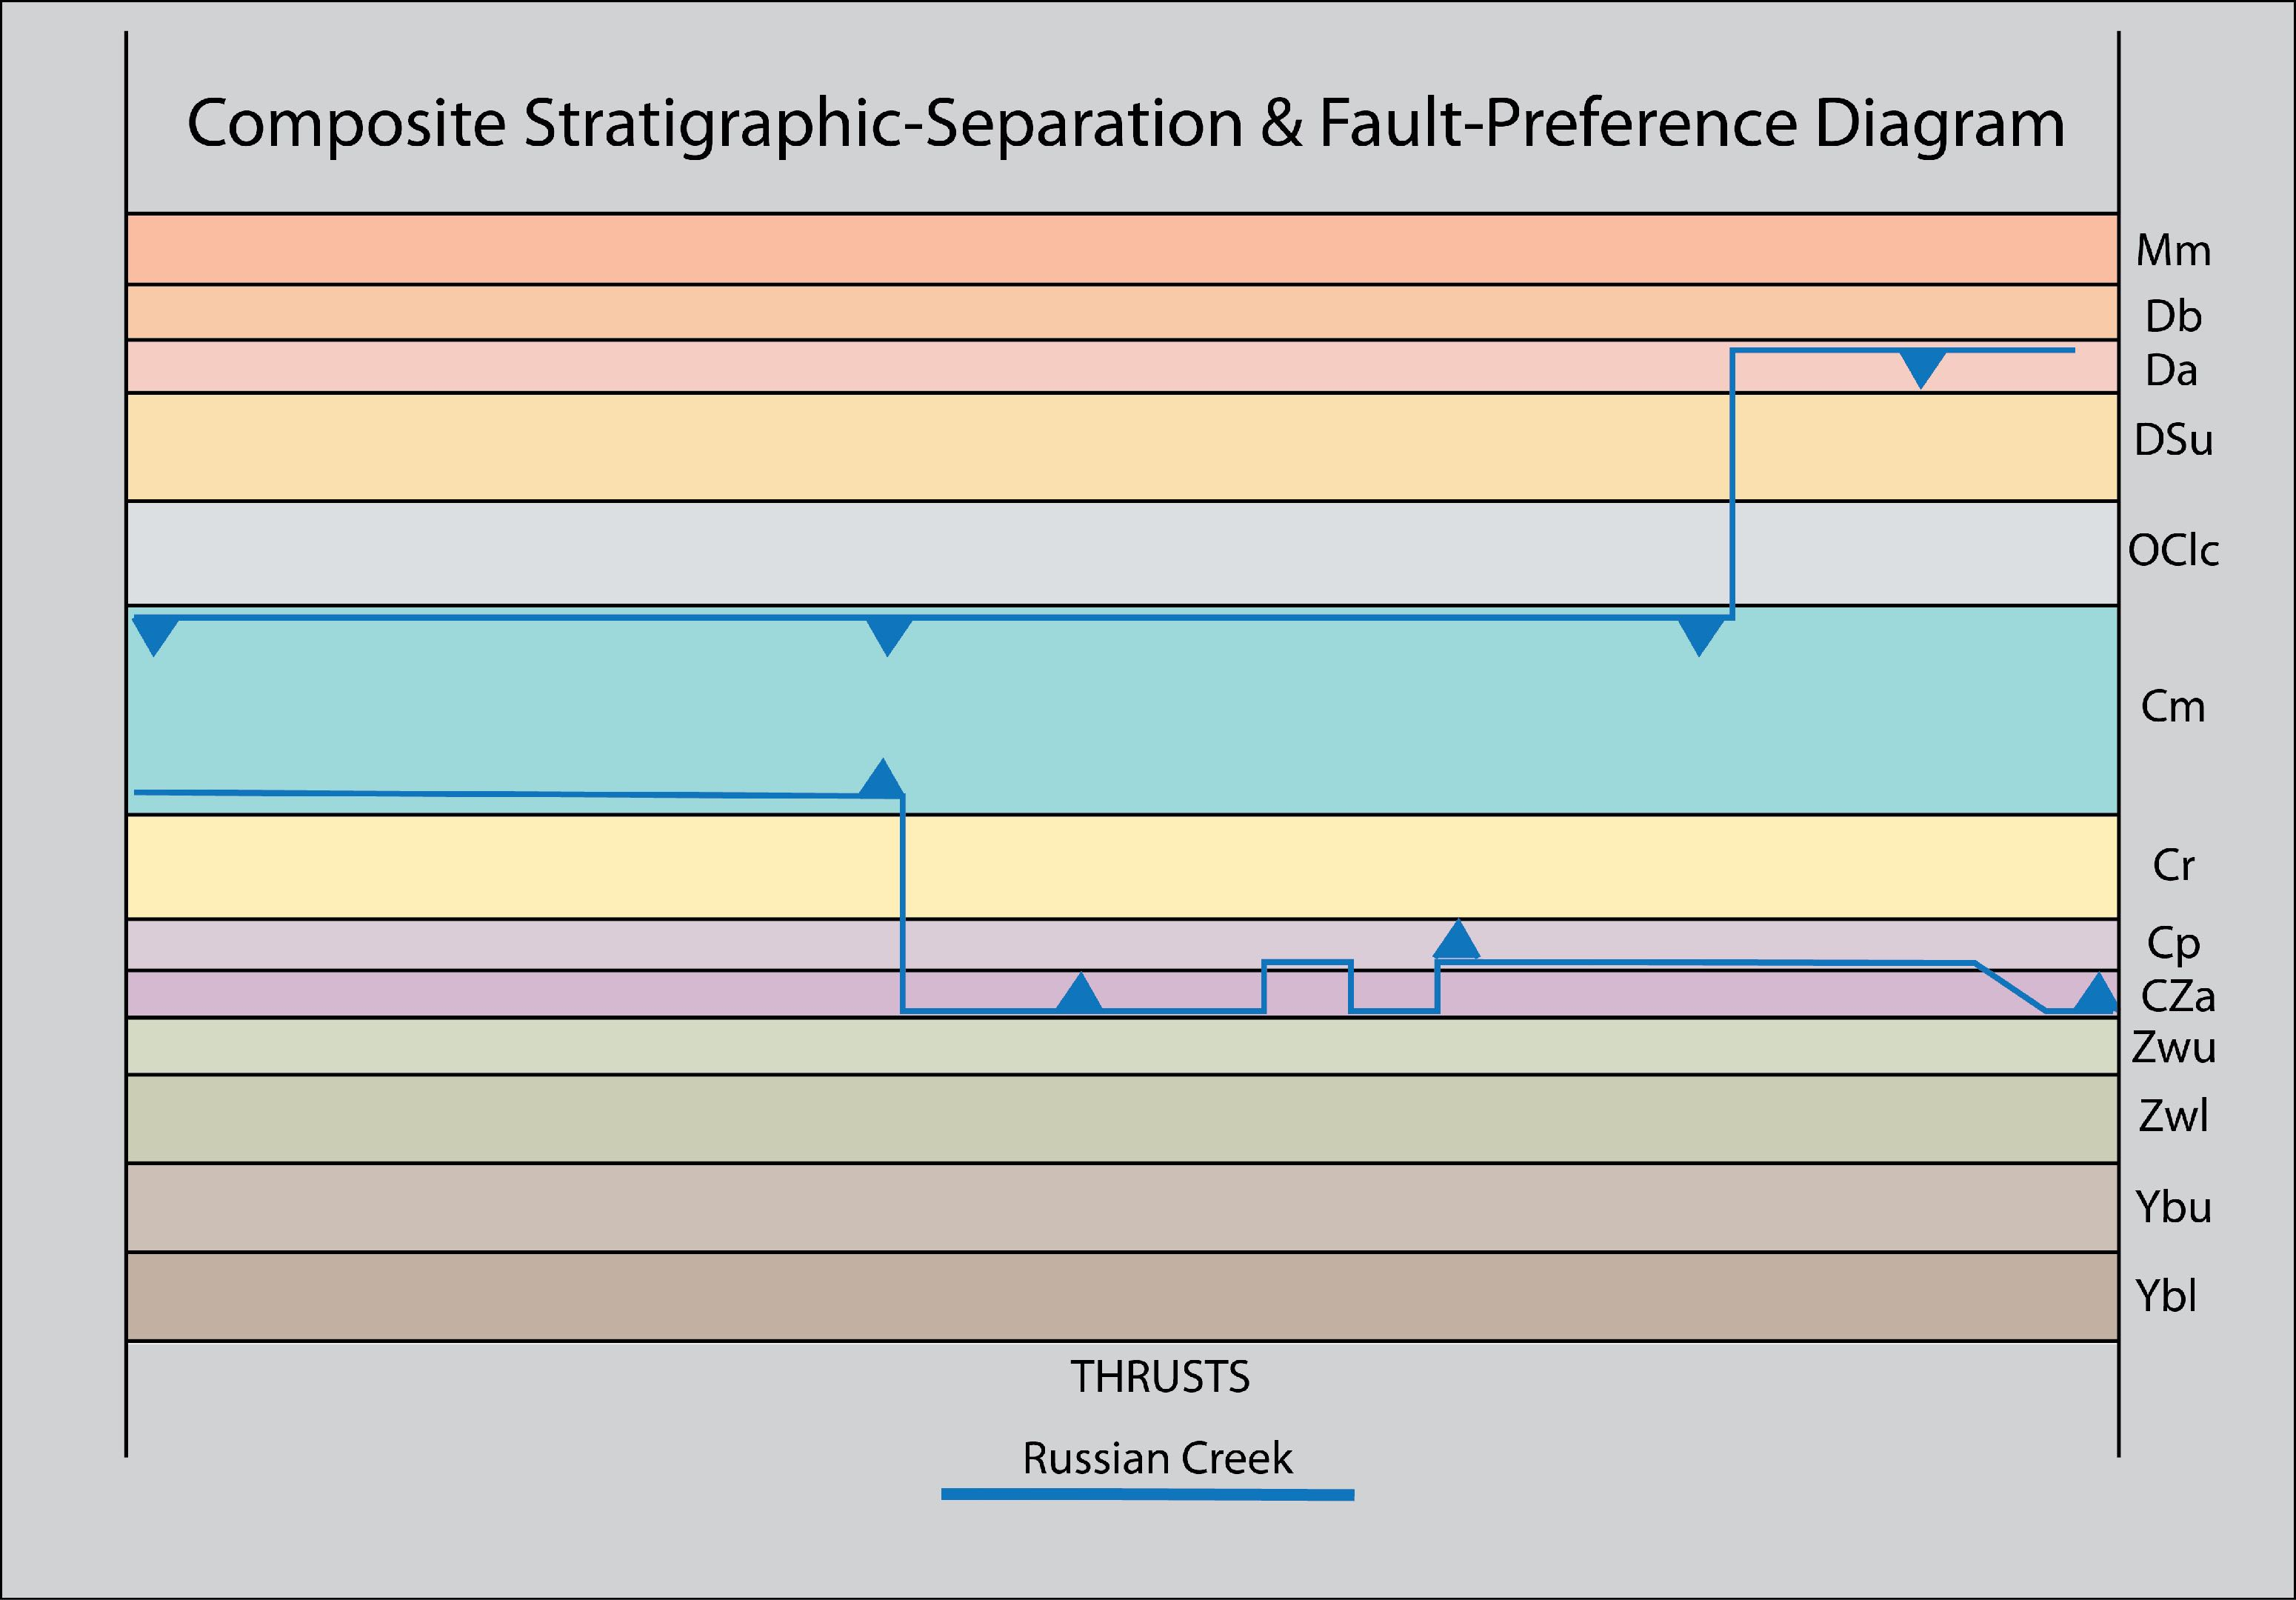 Composite Stratigraphic-Separation & Fault-Preference Diagram
Mm
Db
Da
DSu
OClc
Cm
Cr
Cp
CZa
Zwu
Zwl
Ybu
Ybl
THRUSTS
Russian Creek